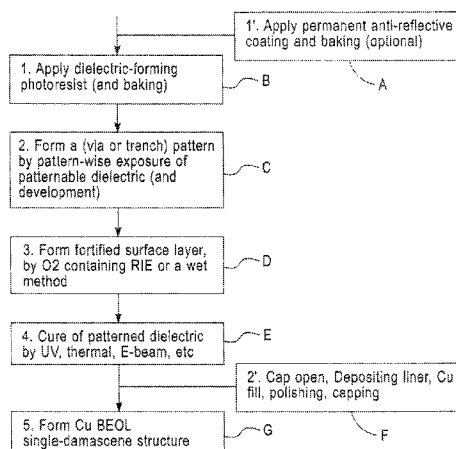 1'. Apply permanent anti-reflective
coating and baking (optional)
A
1. Apply dielectric-forming
photoresist (and baking)
B
2. Form a (via or trench) pattern
by pattern-wise exposure of
patternable dielectric (and
development)
C
3. Form fortified surface layer,
by O2 containing RIE or a wet
method
D
4. Cure of patterned dielectric
by UV, thermal, E-beam, etc
E
2'. Cap open, Depositing liner, Cu
fill, polishing, capping
F
5. Form Cu BEOL
single-damascene structure
G